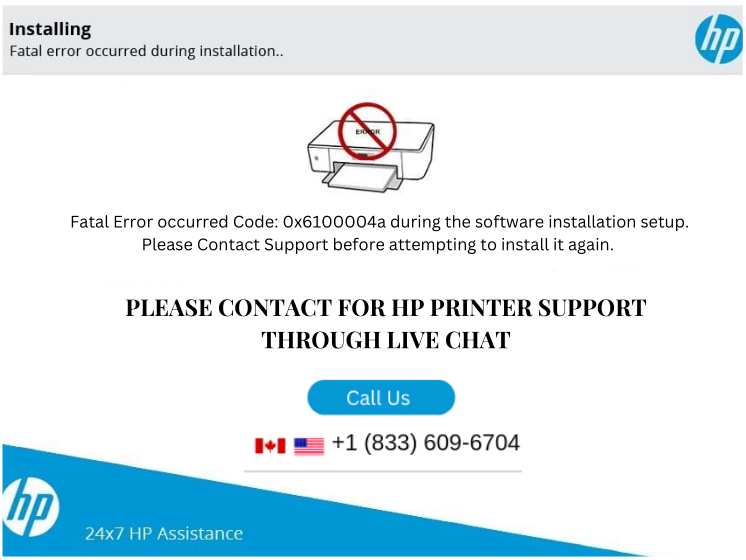 Installing
Fatal error occurred during installation..
hp
ERROR
Fatal Error occurred Code: 0x6100004a during the software installation setup.
Please Contact Support before attempting to install it again.
PLEASE CONTACT FOR HP PRINTER SUPPORT
THROUGH LIVE CHAT
Call Us
+1 (833) 609-6704
hp
24x7 HP Assistance